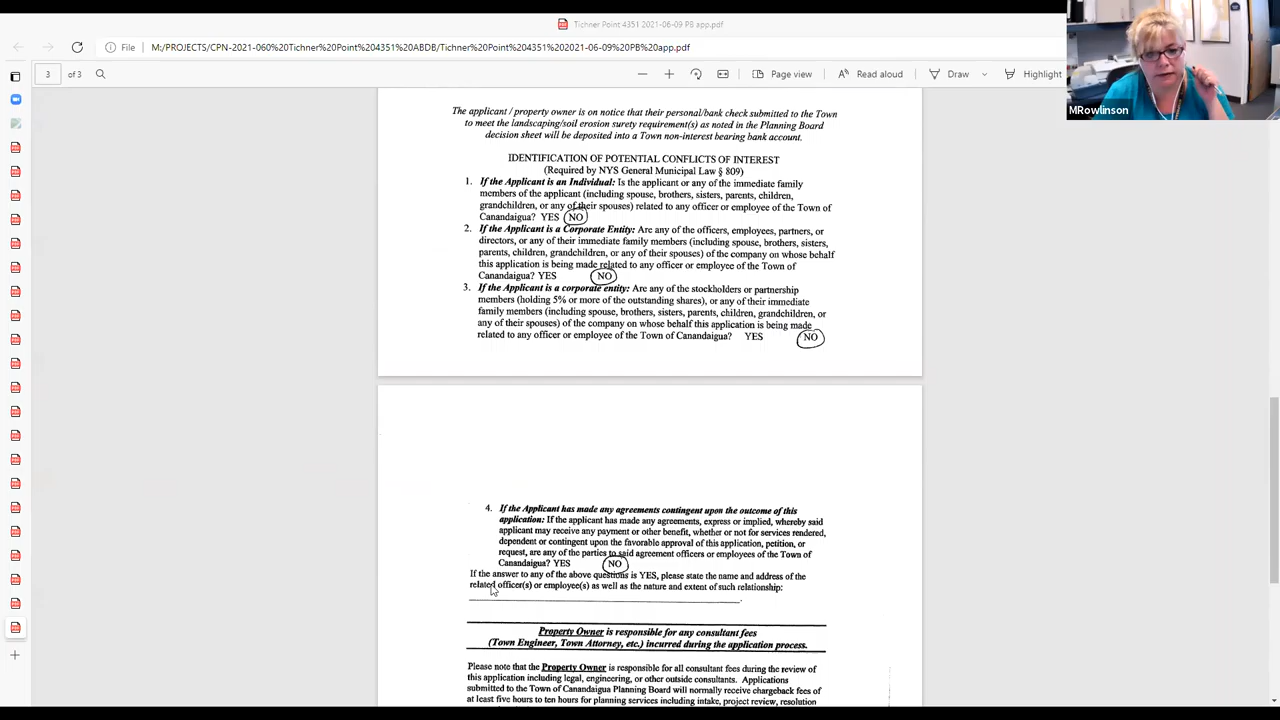 Tichner Point 4351 2021-06-09 PB app.pdf
File M:/PROJECTS/CPN-2021-060%20Tichner%20Point%204351%20ABDB/Tichner%20Point%204351%202021-06-09%20PB%20app.pdf
3 of 3 Page view Read aloud Draw Highlight
MRowlinson
The applicant / property owner is on notice that their personal/bank check submitted to the Town
to meet the landscaping/soil erosion surety requirement(s) as noted in the Planning Board
decision sheet will be deposited into a Town non-interest bearing bank account.
IDENTIFICATION OF POTENTIAL CONFLICTS OF INTEREST
(Required by NYS General Municipal Law § 809)
1. If the Applicant is an Individual: Is the applicant or any of the immediate family
members of the applicant (including spouse, brothers, sisters, parents, children,
grandchildren, or any of their spouses) related to any officer or employee of the Town of
Canandaigua? YES NO
2. If the Applicant is a Corporate Entity: Are any of the officers, employees, partners, or
directors, or any of their immediate family members (including spouse, brothers, sisters,
parents, children, grandchildren, or any of their spouses) of the company on whose behalf
this application is being made related to any officer or employee of the Town of
Canandaigua? YES NO
3. If the Applicant is a corporate entity: Are any of the stockholders or partnership
members (holding 5% or more of the outstanding shares), or any of their immediate
family members (including spouse, brothers, sisters, parents, children, grandchildren, or
any of their spouses) of the company on whose behalf this application is being made
related to any officer or employee of the Town of Canandaigua? YES NO
4. If the Applicant has made any agreements contingent upon the outcome of this
application: If the applicant has made any agreements, express or implied, whereby said
applicant may receive any payment or other benefit, whether or not for services rendered,
dependent or contingent upon the favorable approval of this application, petition, or
request, are any of the parties to said agreement officers or employees of the Town of
Canandaigua? YES NO
If the answer to any of the above questions is YES, please state the name and address of the
related officer(s) or employee(s) as well as the nature and extent of such relationship:
Property Owner is responsible for any consultant fees
(Town Engineer, Town Attorney, etc.) incurred during the application process.
Please note that the Property Owner is responsible for all consultant fees during the review of
this application including legal, engineering, or other outside consultants. Applications
submitted to the Town of Canandaigua Planning Board will normally receive chargeback fees of
at least five hours to ten hours for planning services including intake, project review, resolution